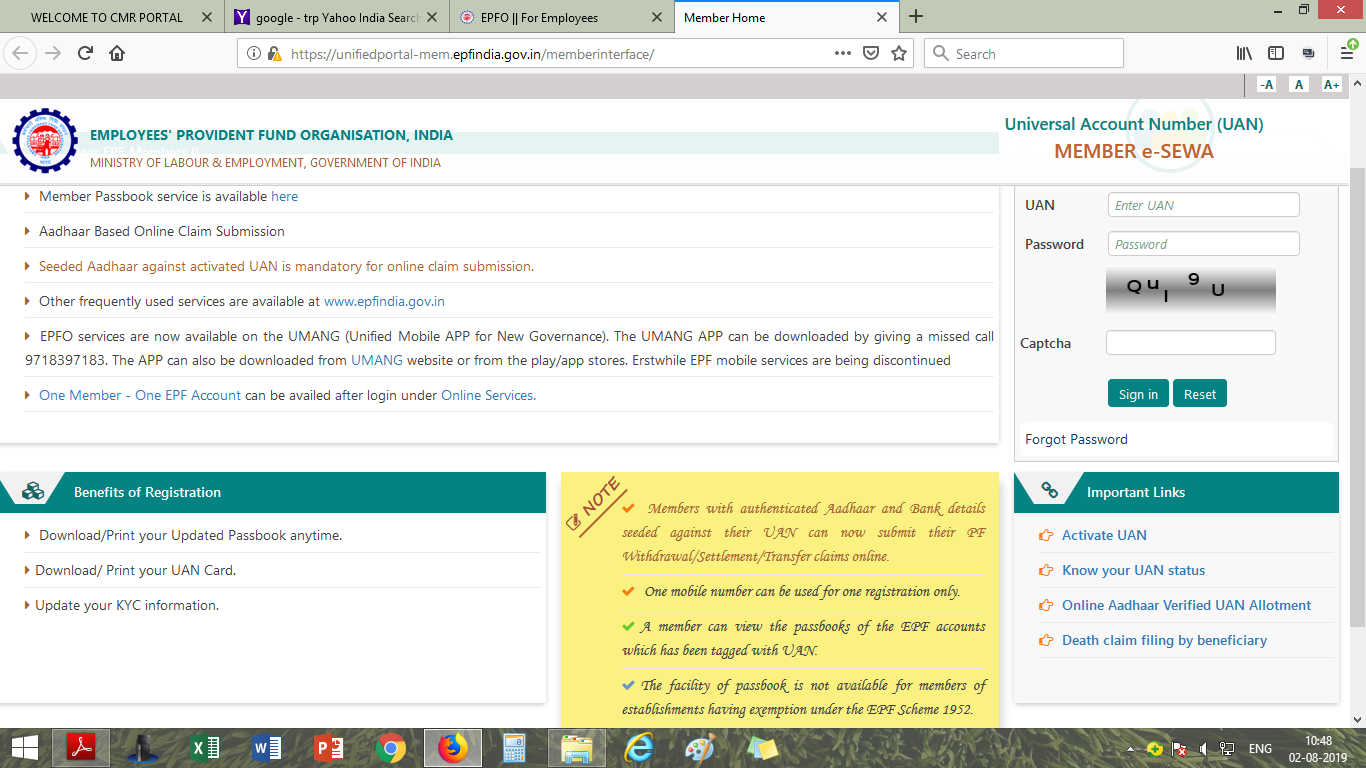 WELCOME TO CMR PORTAL
google - trp Yahoo India Searc
EPFO || For Employees
Member Home
https://unifiedportal-mem.epfindia.gov.in/memberinterface/
Search
-A A A+
EMPLOYEES' PROVIDENT FUND ORGANISATION, INDIA
MINISTRY OF LABOUR & EMPLOYMENT, GOVERNMENT OF INDIA
Universal Account Number (UAN)
MEMBER e-SEWA
Member Passbook service is available here
Aadhaar Based Online Claim Submission
Seeded Aadhaar against activated UAN is mandatory for online claim submission.
Other frequently used services are available at www.epfindia.gov.in
EPFO services are now available on the UMANG (Unified Mobile APP for New Governance). The UMANG APP can be downloaded by giving a missed call
9718397183. The APP can also be downloaded from UMANG website or from the play/app stores. Erstwhile EPF mobile services are being discontinued
One Member - One EPF Account can be availed after login under Online Services.
UAN
Enter UAN
Password
Password
Q u I 9 U
Captcha
Sign in
Reset
Forgot Password
Benefits of Registration
Download/Print your Updated Passbook anytime.
Download/ Print your UAN Card.
Update your KYC information.
NOTE
Members with authenticated Aadhaar and Bank details
seeded against their UAN can now submit their PF
Withdrawal/Settlement/Transfer claims online.
One mobile number can be used for one registration only.
A member can view the passbooks of the EPF accounts
which has been tagged with UAN.
The facility of passbook is not available for members of
establishments having exemption under the EPF Scheme 1952.
Important Links
Activate UAN
Know your UAN status
Online Aadhaar Verified UAN Allotment
Death claim filing by beneficiary
ENG
10:48
02-08-2019